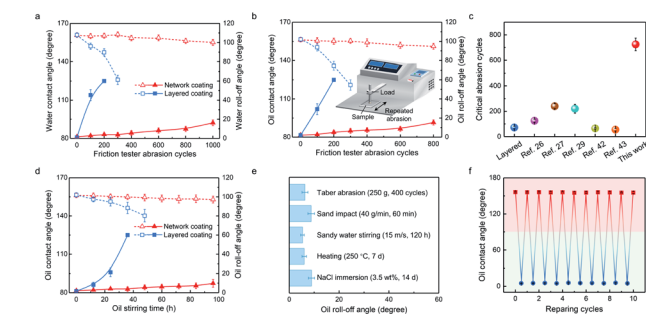 a
Water contact angle (degree)
170
140
110
80
0
200
400
600
800
1000
Friction tester abrasion cycles
120
100
80
60
40
20
0
Water roll-off angle (degree)
Network coating
Layered coating
b
Oil contact angle (degree)
160
140
120
100
80
0
200
400
600
800
Friction tester abrasion cycles
100
80
60
40
20
0
Oil roll-off angle (degree)
Load
Sample
Repeated
abrasion
c
Critical abrasion cycles
900
600
300
0
Layered
Ref. 26
Ref. 27
Ref. 29
Ref. 42
Ref. 43
This work
d
Oil contact angle (degree)
170
140
110
80
0
20
40
60
80
100
Oil stirring time (h)
120
100
80
60
40
20
0
Oil roll-off angle (degree)
Network coating
Layered coating
e
Taber abrasion (250 g, 400 cycles)
Sand impact (40 g/min, 60 min)
Sandy water stirring (15 m/s, 120 h)
Heating (250 °C, 7 d)
NaCl immersion (3.5 wt%, 14 d)
0
20
40
60
Oil roll-off angle (degree)
f
Oil contact angle (degree)
180
90
0
0
2
4
6
8
10
Reparing cycles